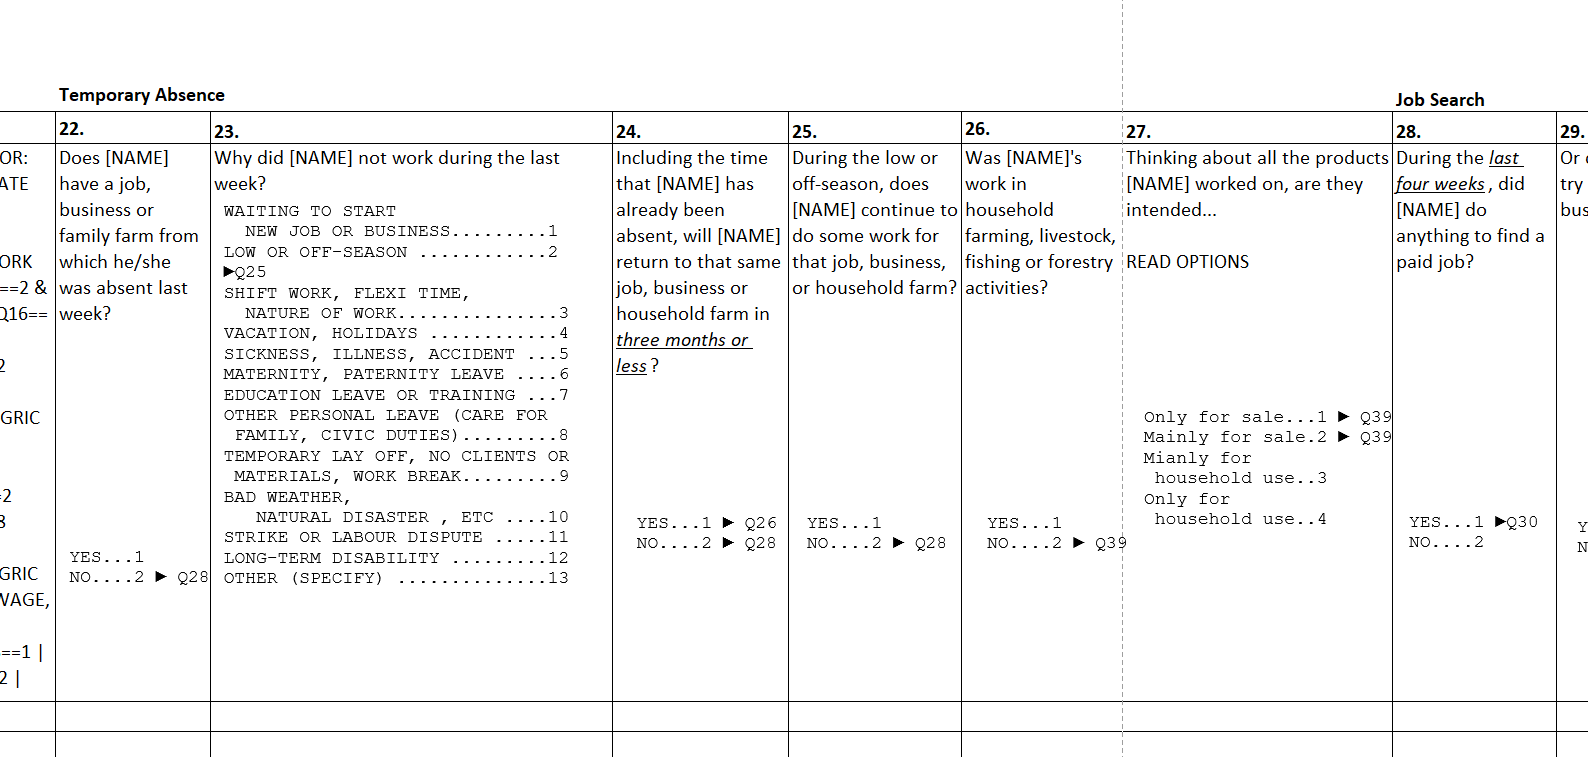 Temporary Absence
Job Search
OR:
ATE
ORK
==2 &
Q16==
2
GRIC
=2
8
GRIC
WAGE,
==1 |
2 |
22.
Does [NAME]
have a job,
business or
family farm from
which he/she
was absent last
week?
YES...1
NO....2 ► Q28
23.
Why did [NAME] not work during the last
week?
WAITING TO START
NEW JOB OR BUSINESS.........1
LOW OR OFF-SEASON ............2
►Q25
SHIFT WORK, FLEXI TIME,
NATURE OF WORK...............3
VACATION, HOLIDAYS ............4
SICKNESS, ILLNESS, ACCIDENT ...5
MATERNITY, PATERNITY LEAVE ....6
EDUCATION LEAVE OR TRAINING ...7
OTHER PERSONAL LEAVE (CARE FOR
FAMILY, CIVIC DUTIES).........8
TEMPORARY LAY OFF, NO CLIENTS OR
MATERIALS, WORK BREAK.........9
BAD WEATHER,
NATURAL DISASTER , ETC ....10
STRIKE OR LABOUR DISPUTE .....11
LONG-TERM DISABILITY .........12
OTHER (SPECIFY) ..............13
24.
Including the time
that [NAME] has
already been
absent, will [NAME]
return to that same
job, business or
household farm in
three months or
less ?
YES...1 ► Q26
NO....2 ► Q28
25.
During the low or
off-season, does
[NAME] continue to
do some work for
that job, business,
or household farm?
YES...1
NO....2 ► Q28
26.
Was [NAME]'s
work in
household
farming, livestock,
fishing or forestry
activities?
YES...1
NO....2 ► Q39
27.
Thinking about all the products
[NAME] worked on, are they
intended...
READ OPTIONS
Only for sale...1 ► Q39
Mainly for sale.2 ► Q39
Mianly for
household use..3
Only for
household use..4
28.
During the last
four weeks , did
[NAME] do
anything to find a
paid job?
YES...1 ►Q30
NO....2
29.
Or
try
bus
Y
N